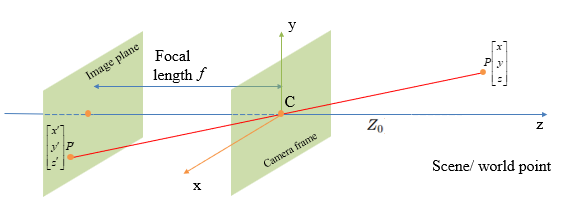 y
Image plane
Focal
length f
P
x
y
z
C
Z0
z
x'
y'
z'
P
Camera frame
x
Scene/ world point